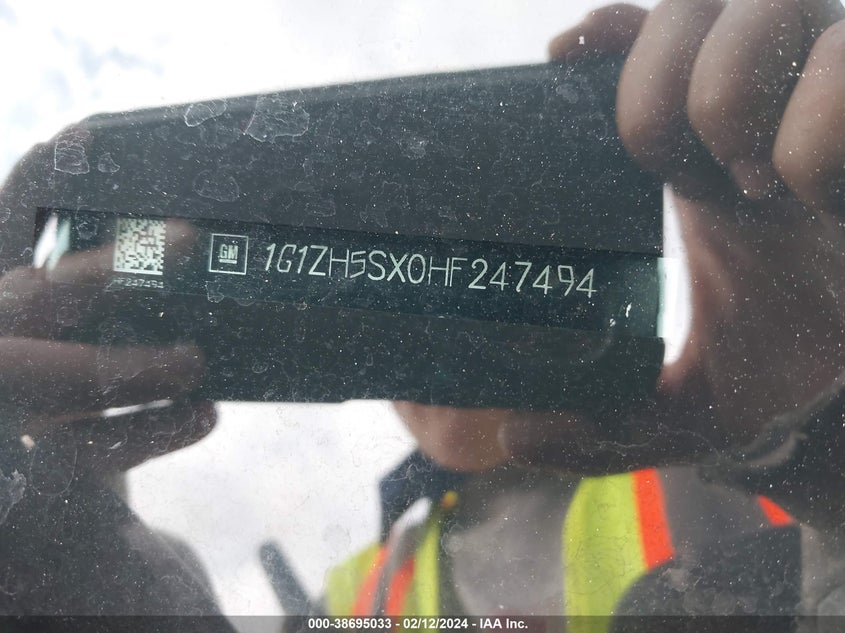 GM 1G1ZH5SX0HF247494
HF247494
000-38695033 - 02/12/2024 - IAA Inc.